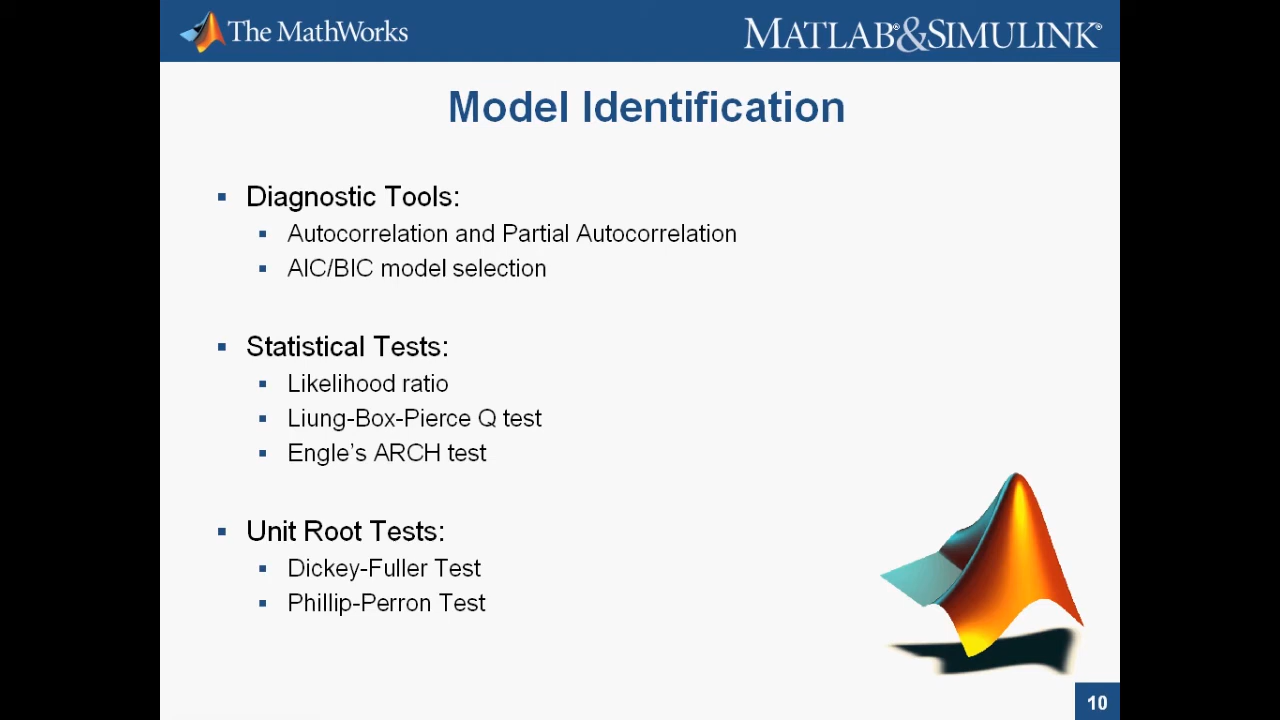 The MathWorks
MATLAB®&SIMULINK®
Model Identification
▪ Diagnostic Tools:
▪ Autocorrelation and Partial Autocorrelation
▪ AIC/BIC model selection
▪ Statistical Tests:
▪ Likelihood ratio
▪ Liung-Box-Pierce Q test
▪ Engle’s ARCH test
▪ Unit Root Tests:
▪ Dickey-Fuller Test
▪ Phillip-Perron Test
10